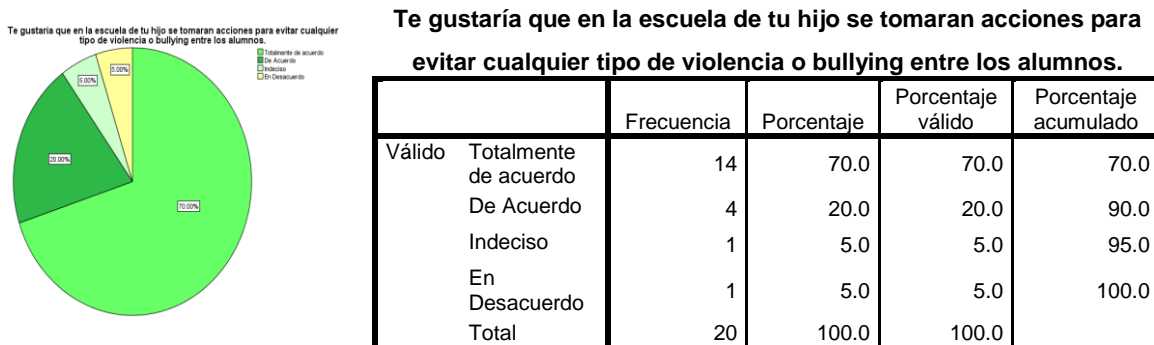 Te gustaría que en la escuela de tu hijo se tomaran acciones para evitar cualquier
tipo de violencia o bullying entre los alumnos.
Totalmente de acuerdo
De Acuerdo
Indeciso
En Desacuerdo
5.00%
5.00%
20.00%
70.00%
Te gustaría que en la escuela de tu hijo se tomaran acciones para
evitar cualquier tipo de violencia o bullying entre los alumnos.
Frecuencia Porcentaje Porcentaje válido Porcentaje acumulado
Válido Totalmente de acuerdo 14 70.0 70.0 70.0
De Acuerdo 4 20.0 20.0 90.0
Indeciso 1 5.0 5.0 95.0
En Desacuerdo 1 5.0 5.0 100.0
Total 20 100.0 100.0